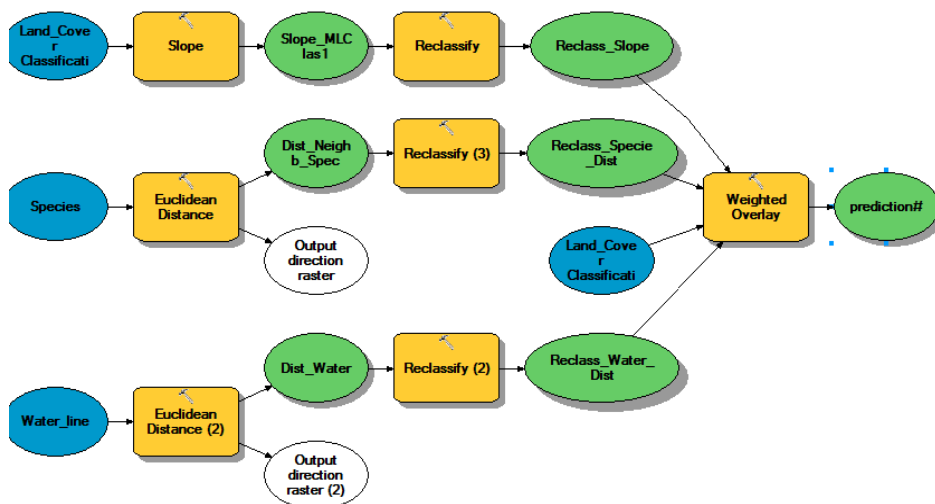 Land_Cove
r
Classificati
Slope
Slope_MLC
las1
Reclassify
Reclass_Slope
Dist_Neigh
b_Spec
Reclassify (3)
Reclass_Specie
_Dist
Species
Euclidean
Distance
Output
direction
raster
Land_Cove
r
Classificati
Weighted
Overlay
prediction#
Dist_Water
Reclassify (2)
Reclass_Water_
Dist
Water_line
Euclidean
Distance (2)
Output
direction
raster (2)